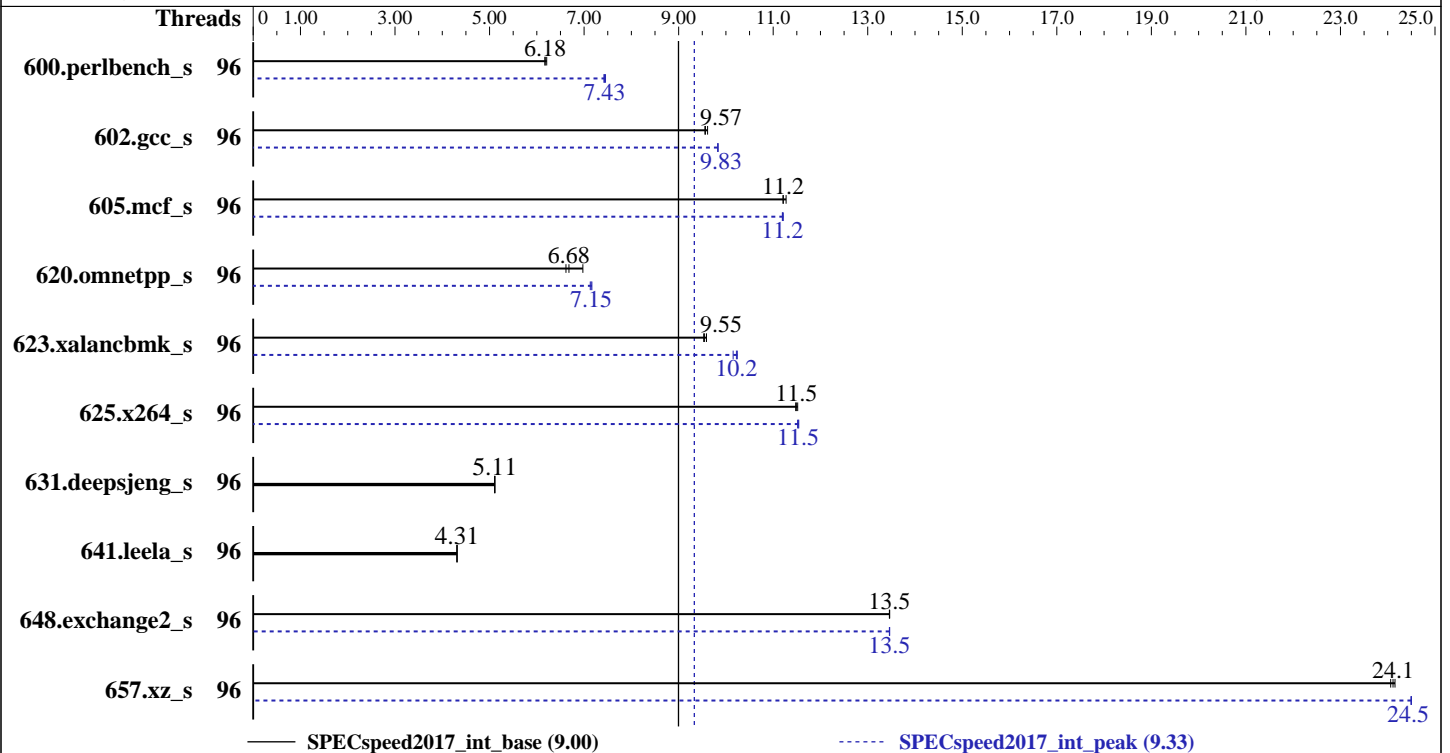 Threads 0 1.00 3.00 5.00 7.00 9.00 11.0 13.0 15.0 17.0 19.0 21.0 23.0 25.0
6.18
600.perlbench_s 96
7.43
9.57
602.gcc_s 96
9.83
11.2
605.mcf_s 96
11.2
6.68
620.omnetpp_s 96
7.15
9.55
623.xalancbmk_s 96
10.2
11.5
625.x264_s 96
11.5
5.11
631.deepsjeng_s 96
4.31
641.leela_s 96
13.5
648.exchange2_s 96
13.5
24.1
657.xz_s 96
24.5
SPECspeed2017_int_base (9.00) SPECspeed2017_int_peak (9.33)